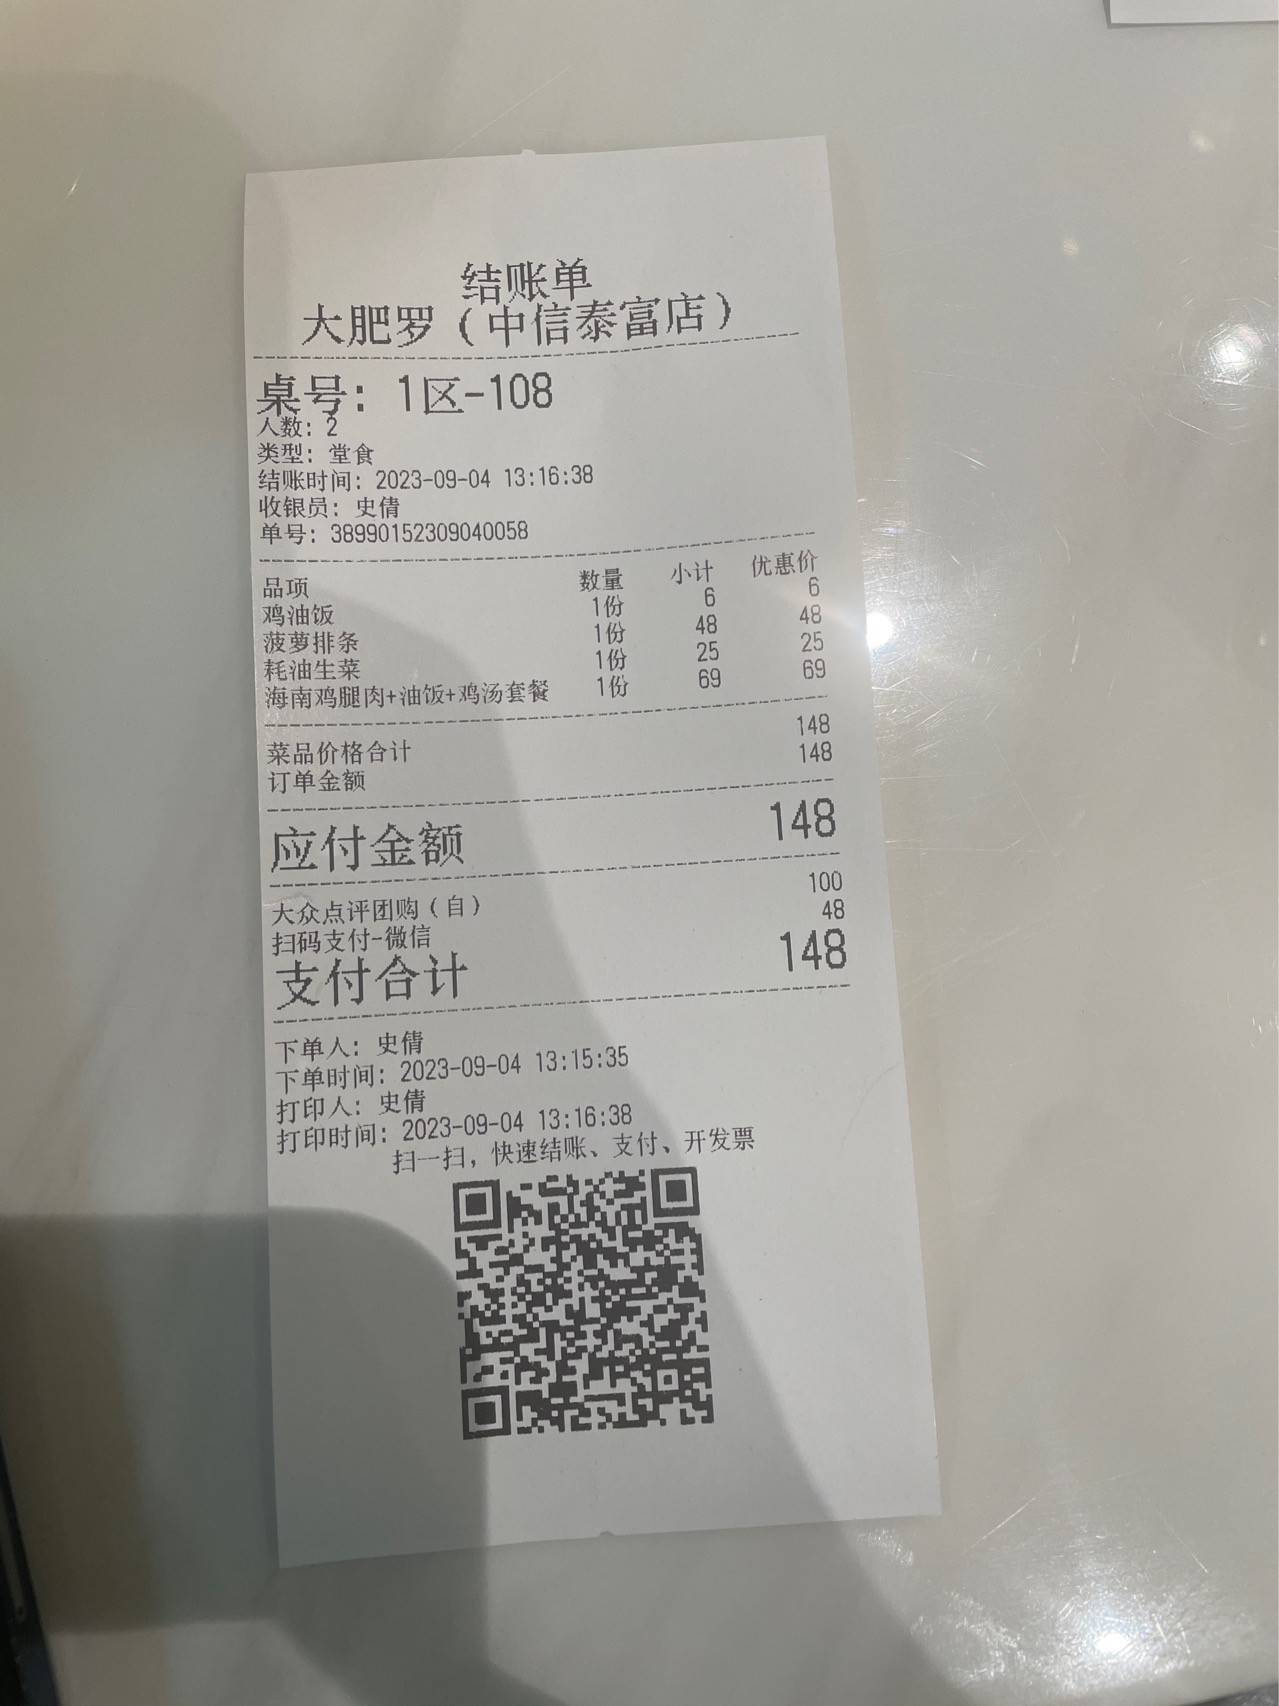 结账单
大肥罗（中信泰富店）
桌号：1区-108
人数：2
类型：堂食
结账时间：2023-09-04 13:16:38
收银员：史倩
单号：38990152309040058
品项 数量 小计 优惠价
鸡油饭 1份 6 6
菠萝排条 1份 48 48
耗油生菜 1份 25 25
海南鸡腿肉+油饭+鸡汤套餐 1份 69 69
菜品价格合计 148
订单金额 148
应付金额 148
大众点评团购（自） 100
扫码支付-微信 48
支付合计 148
下单人：史倩
下单时间：2023-09-04 13:15:35
打印人：史倩
打印时间：2023-09-04 13:16:38
扫一扫，快速结账、支付、开发票